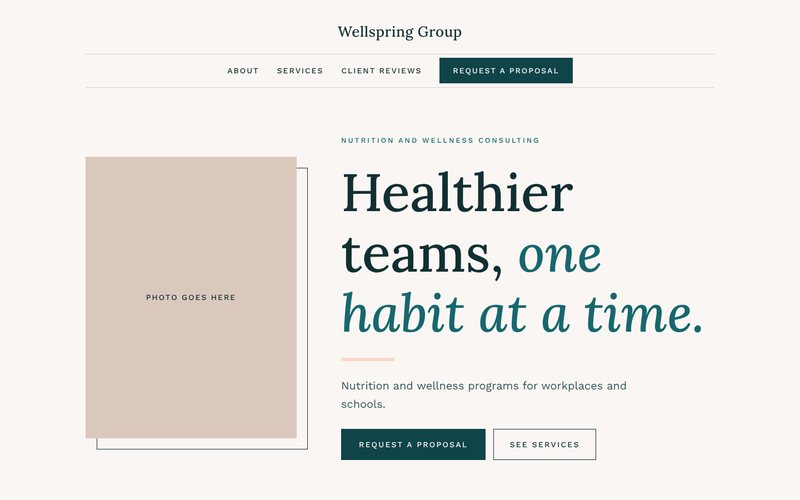 Wellspring Group
ABOUT SERVICES CLIENT REVIEWS REQUEST A PROPOSAL
NUTRITION AND WELLNESS CONSULTING
Healthier
teams, one
habit at a time.
PHOTO GOES HERE
Nutrition and wellness programs for workplaces and
schools.
REQUEST A PROPOSAL SEE SERVICES